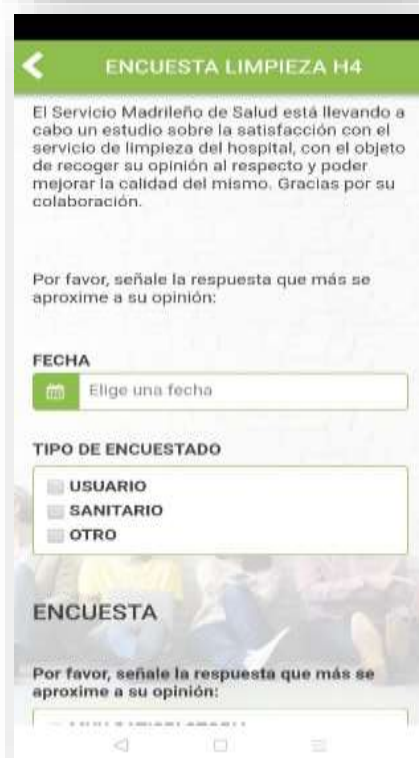 ENCUESTA LIMPIEZA H4
El Servicio Madrileño de Salud está llevando a
cabo un estudio sobre la satisfacción con el
servicio de limpieza del hospital, con el objeto
de recoger su opinión al respecto y poder
mejorar la calidad del mismo. Gracias por su
colaboración.
Por favor, señale la respuesta que más se
aproxime a su opinión:
FECHA
Elige una fecha
TIPO DE ENCUESTADO
USUARIO
SANITARIO
OTRO
ENCUESTA
Por favor, señale la respuesta que más se
aproxime a su opinión: